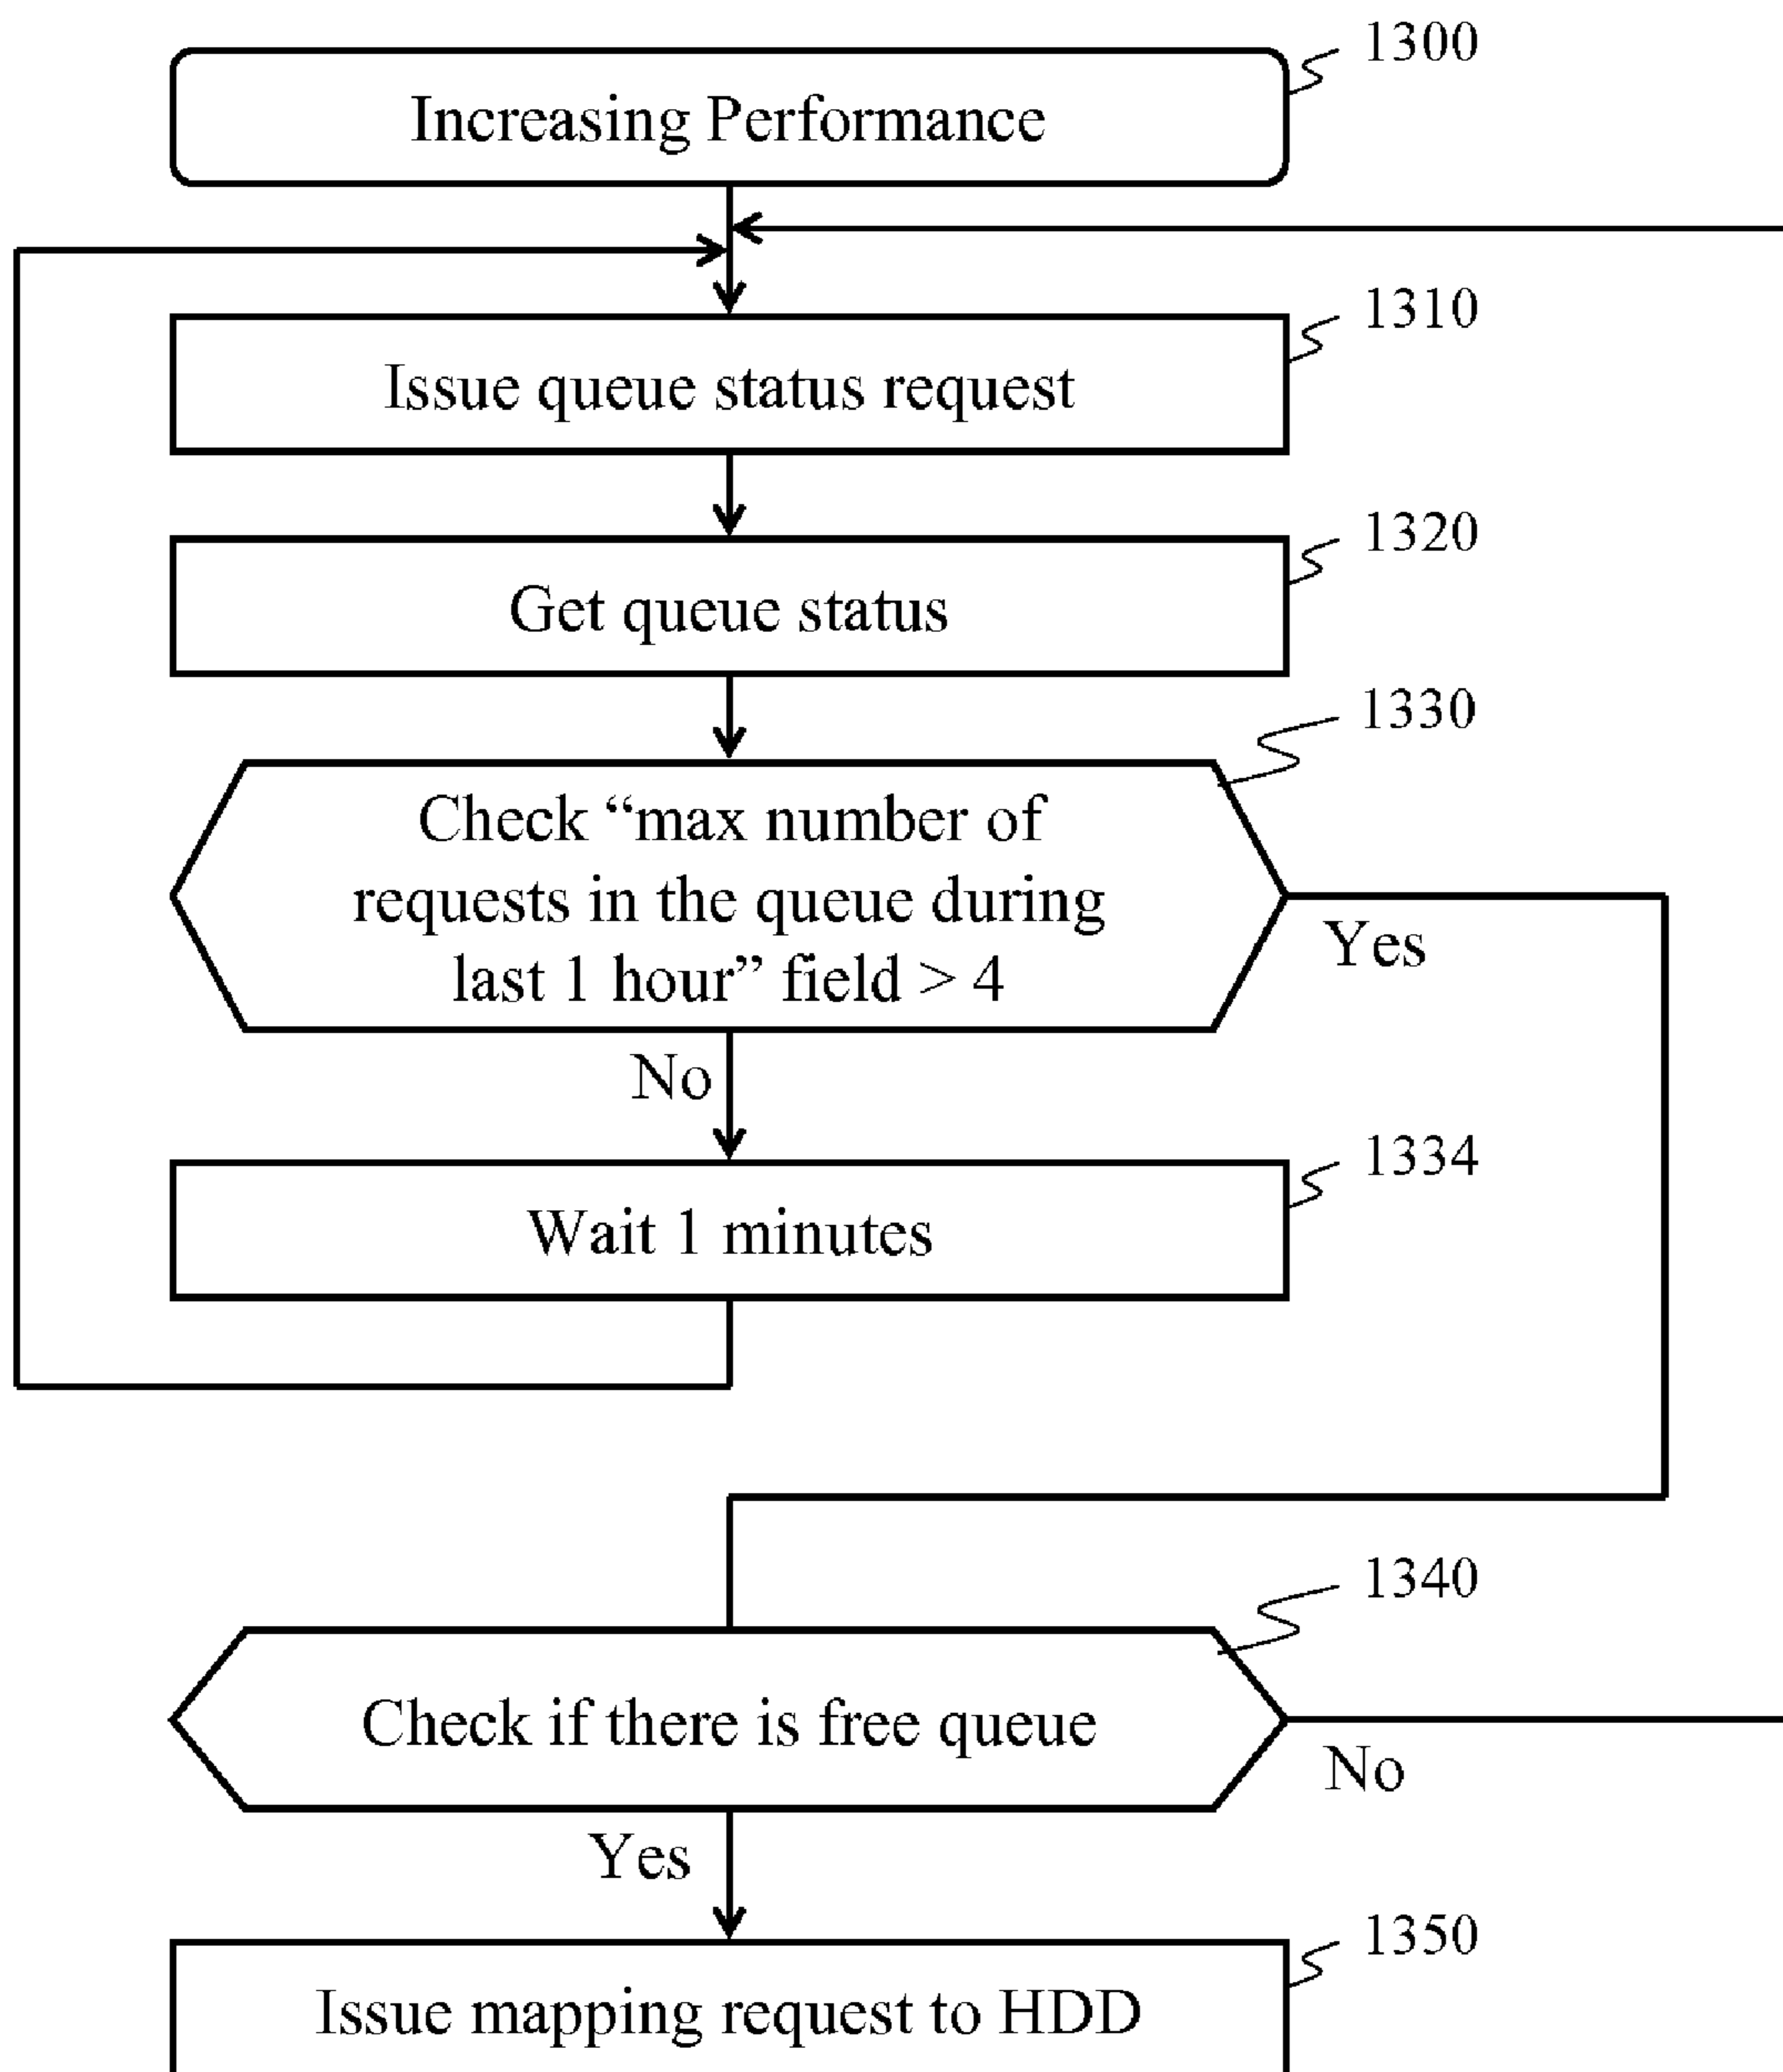 1300
Increasing Performance
1310
Issue queue status request
1320
Get queue status
1330
Check “max number of
requests in the queue during
last 1 hour” field > 4
Yes
No
1334
Wait 1 minutes
1340
Check if there is free queue
No
Yes
1350
Issue mapping request to HDD